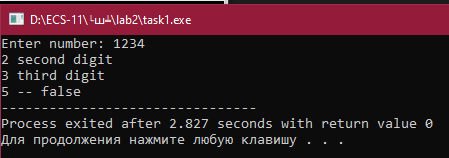 D:\ECS-11\└ш╨\lab2\task1.exe
Enter number: 1234
2 second digit
3 third digit
5 -- false
--------------------------------
Process exited after 2.827 seconds with return value 0
Для продолжения нажмите любую клавишу . . .